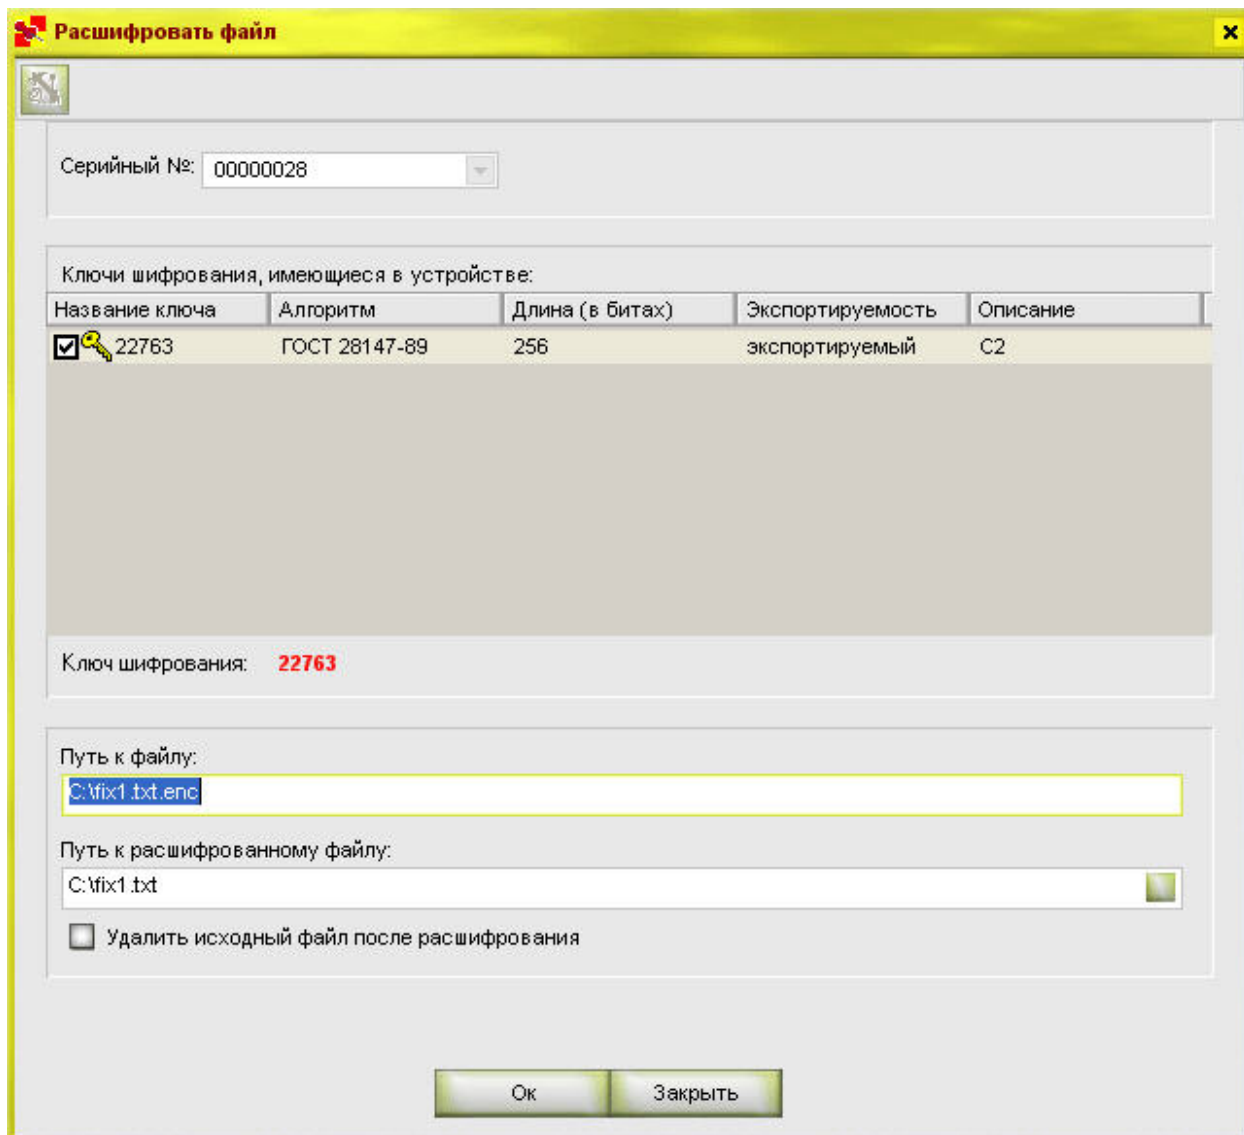 Расшифровать файл
Серийный №: 00000028
Ключи шифрования, имеющиеся в устройстве:
Название ключа Алгоритм Длина (в битах) Экспортируемость Описание
22763 ГОСТ 28147-89 256 экспортируемый С2
Ключ шифрования: 22763
Путь к файлу:
C:\fix1.txt.enc
Путь к расшифрованному файлу:
C:\fix1.txt
Удалить исходный файл после расшифрования
Ок Закрыть